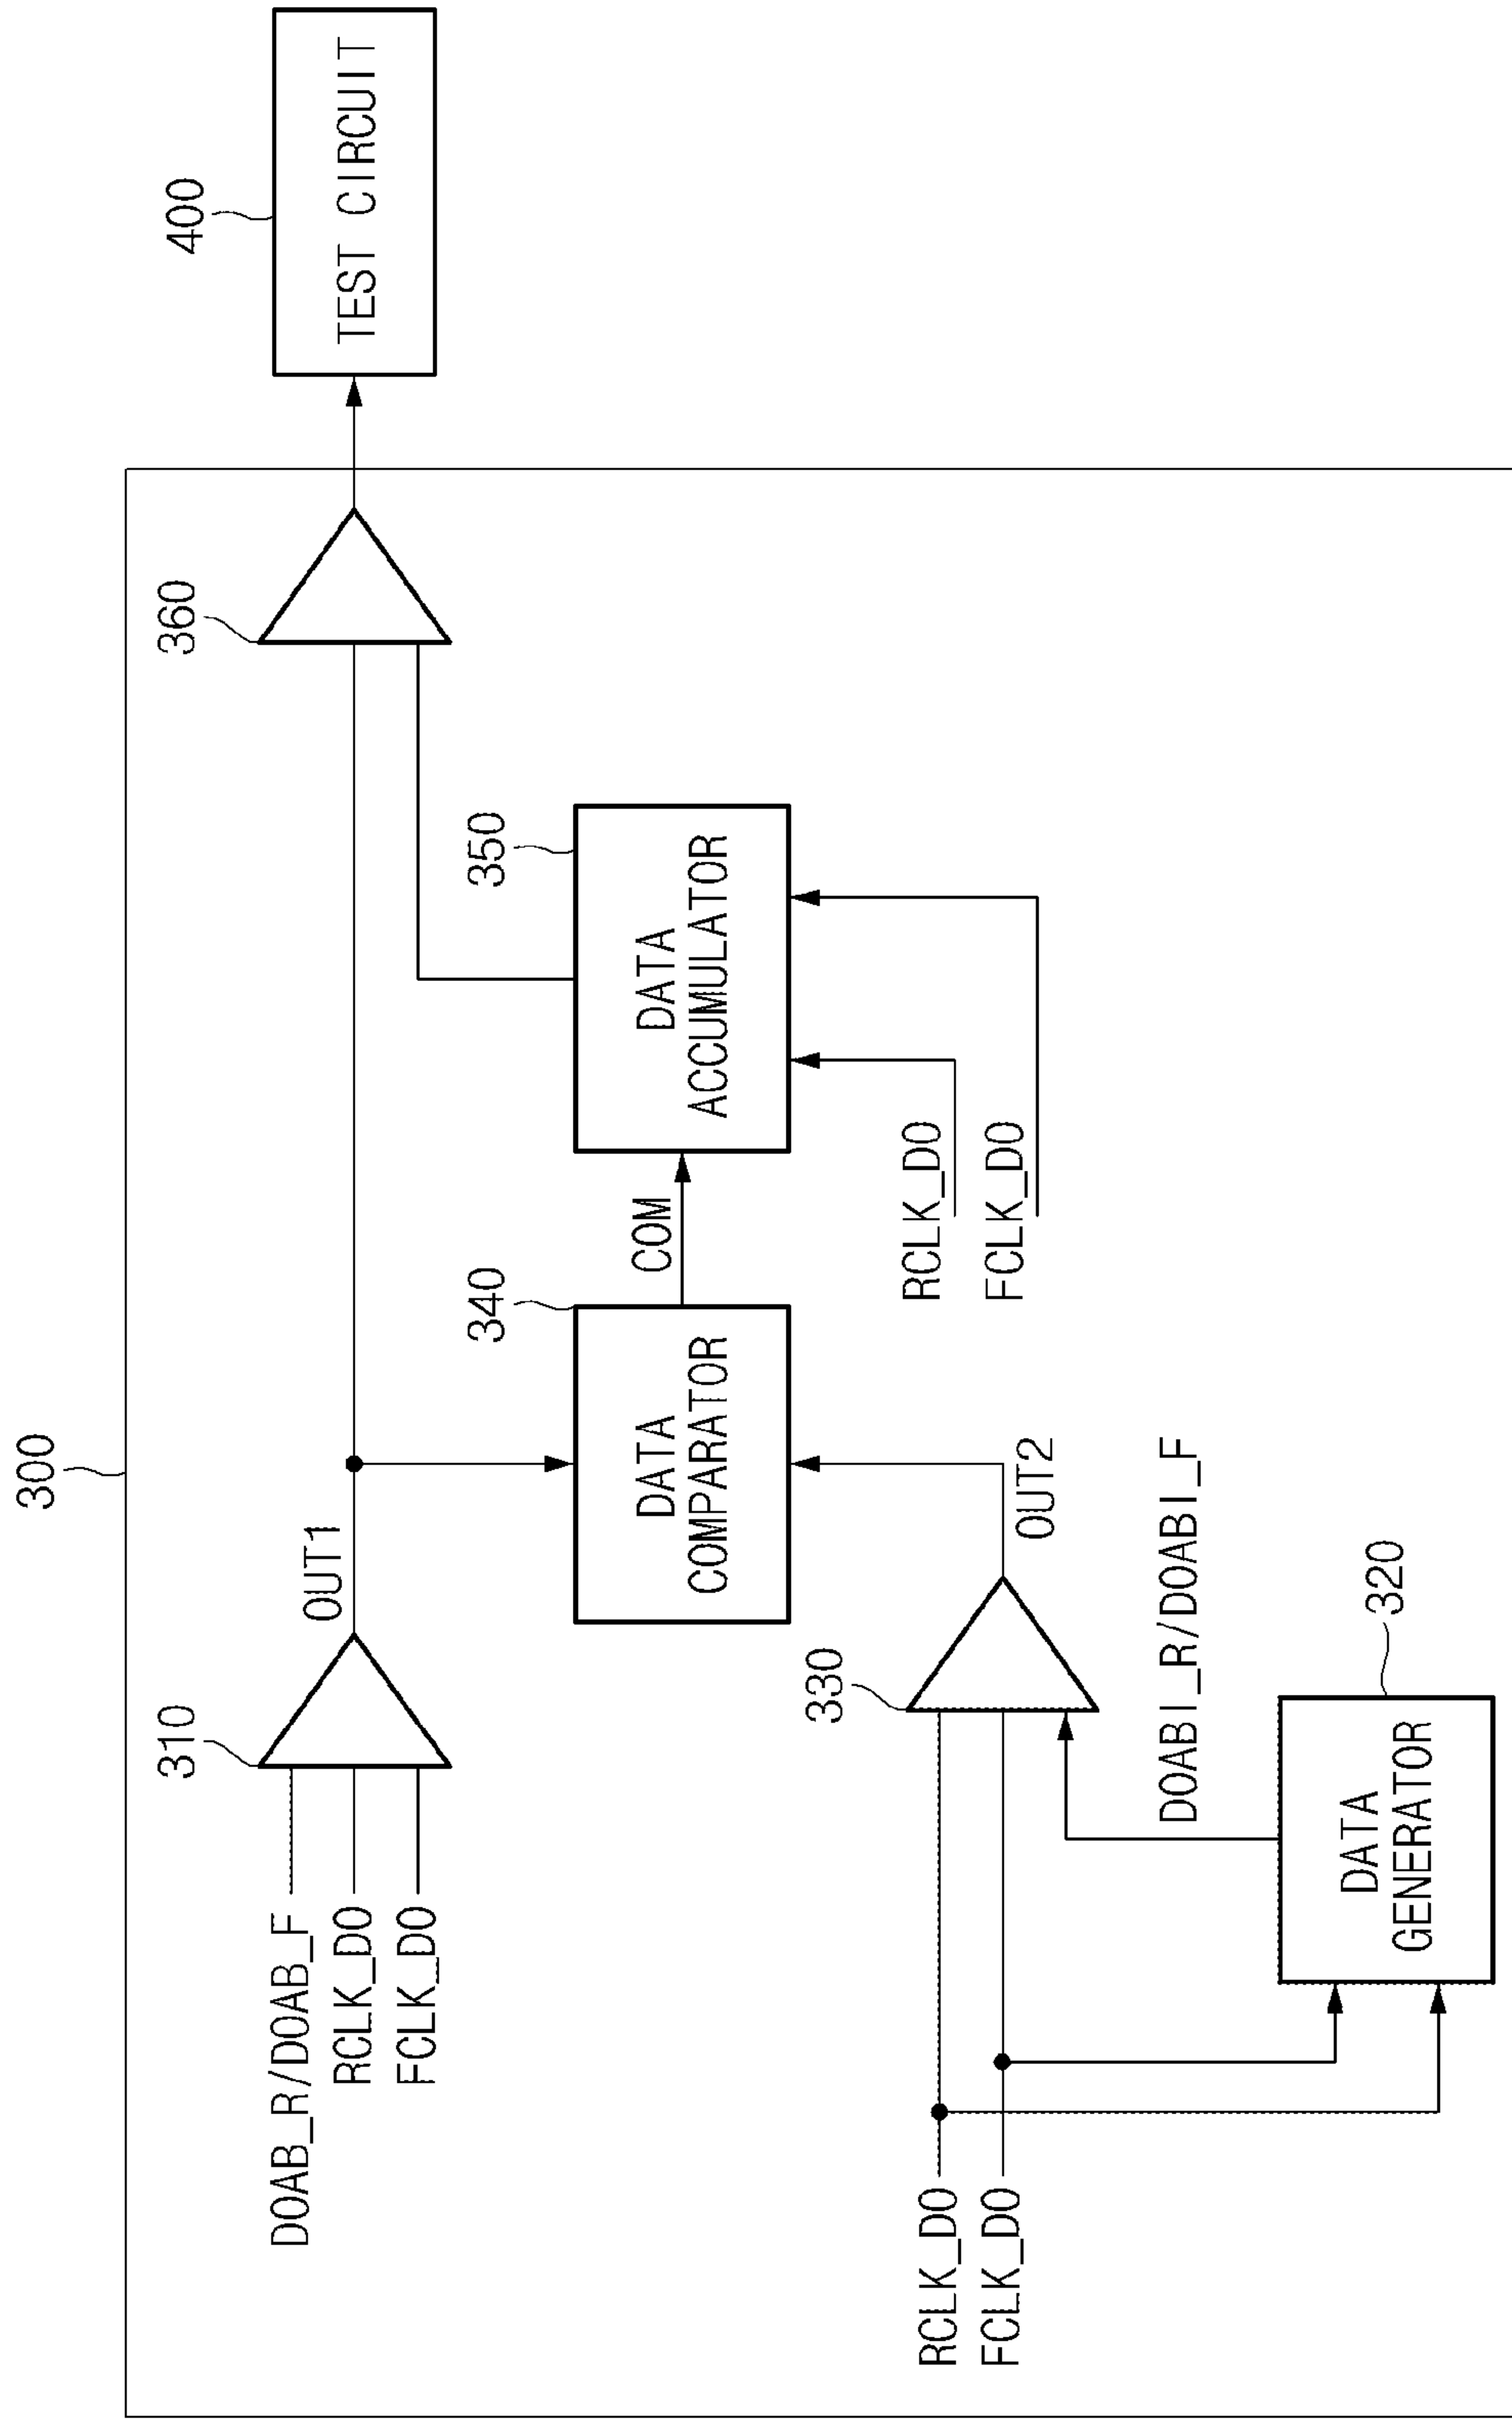 300
310
DOAB_R/DOAB_F
RCLK_DO
FCLK_DO
OUT1
360
400
TEST CIRCUIT
340
DATA
COMPARATOR
COM
350
DATA
ACCUMULATOR
RCLK_DO
FCLK_DO
330
RCLK_DO
FCLK_DO
OUT2
DOABI_R/DOABI_F
320
DATA
GENERATOR